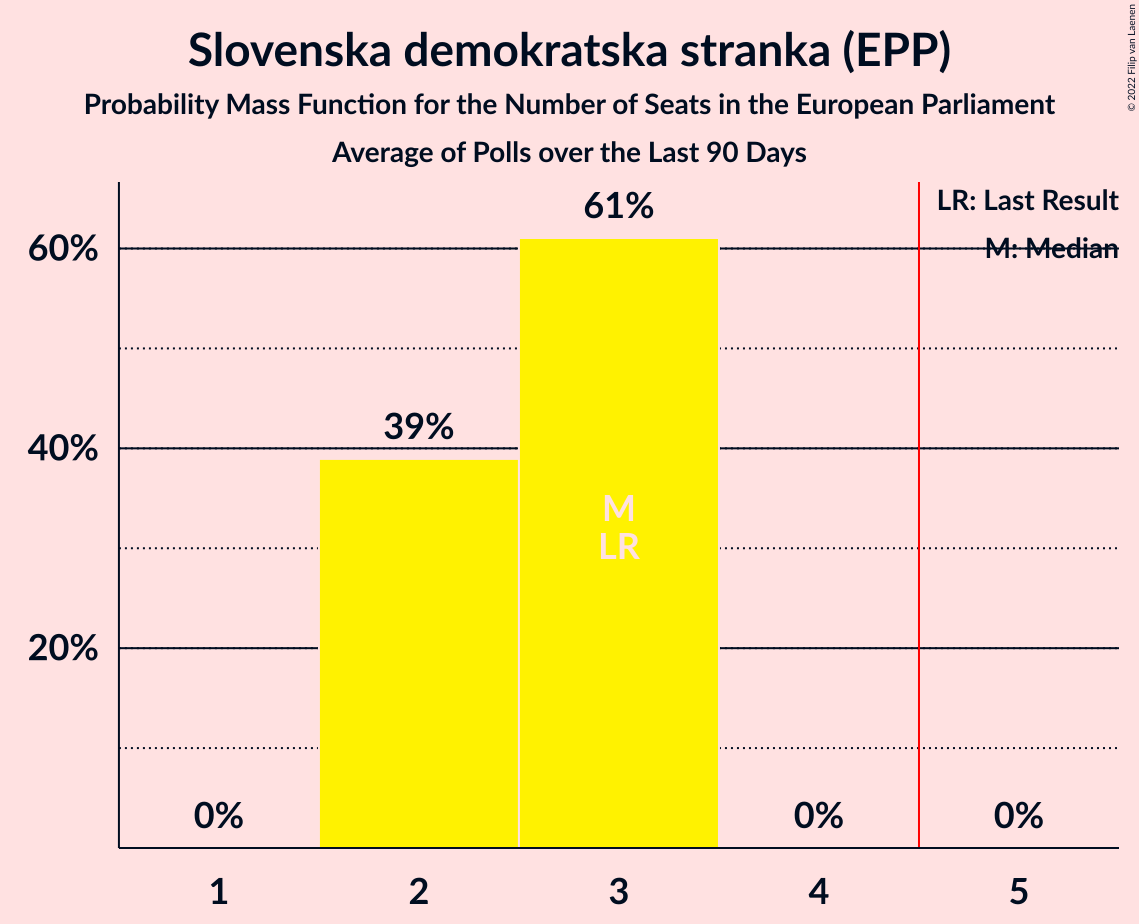 Slovenska demokratska stranka (EPP)
Probability Mass Function for the Number of Seats in the European Parliament
Average of Polls over the Last 90 Days
© 2022 Filip van Laenen
LR: Last Result
M: Median
60%
40%
20%
0%
39%
61%
M
LR
0%
0%
1
2
3
4
5